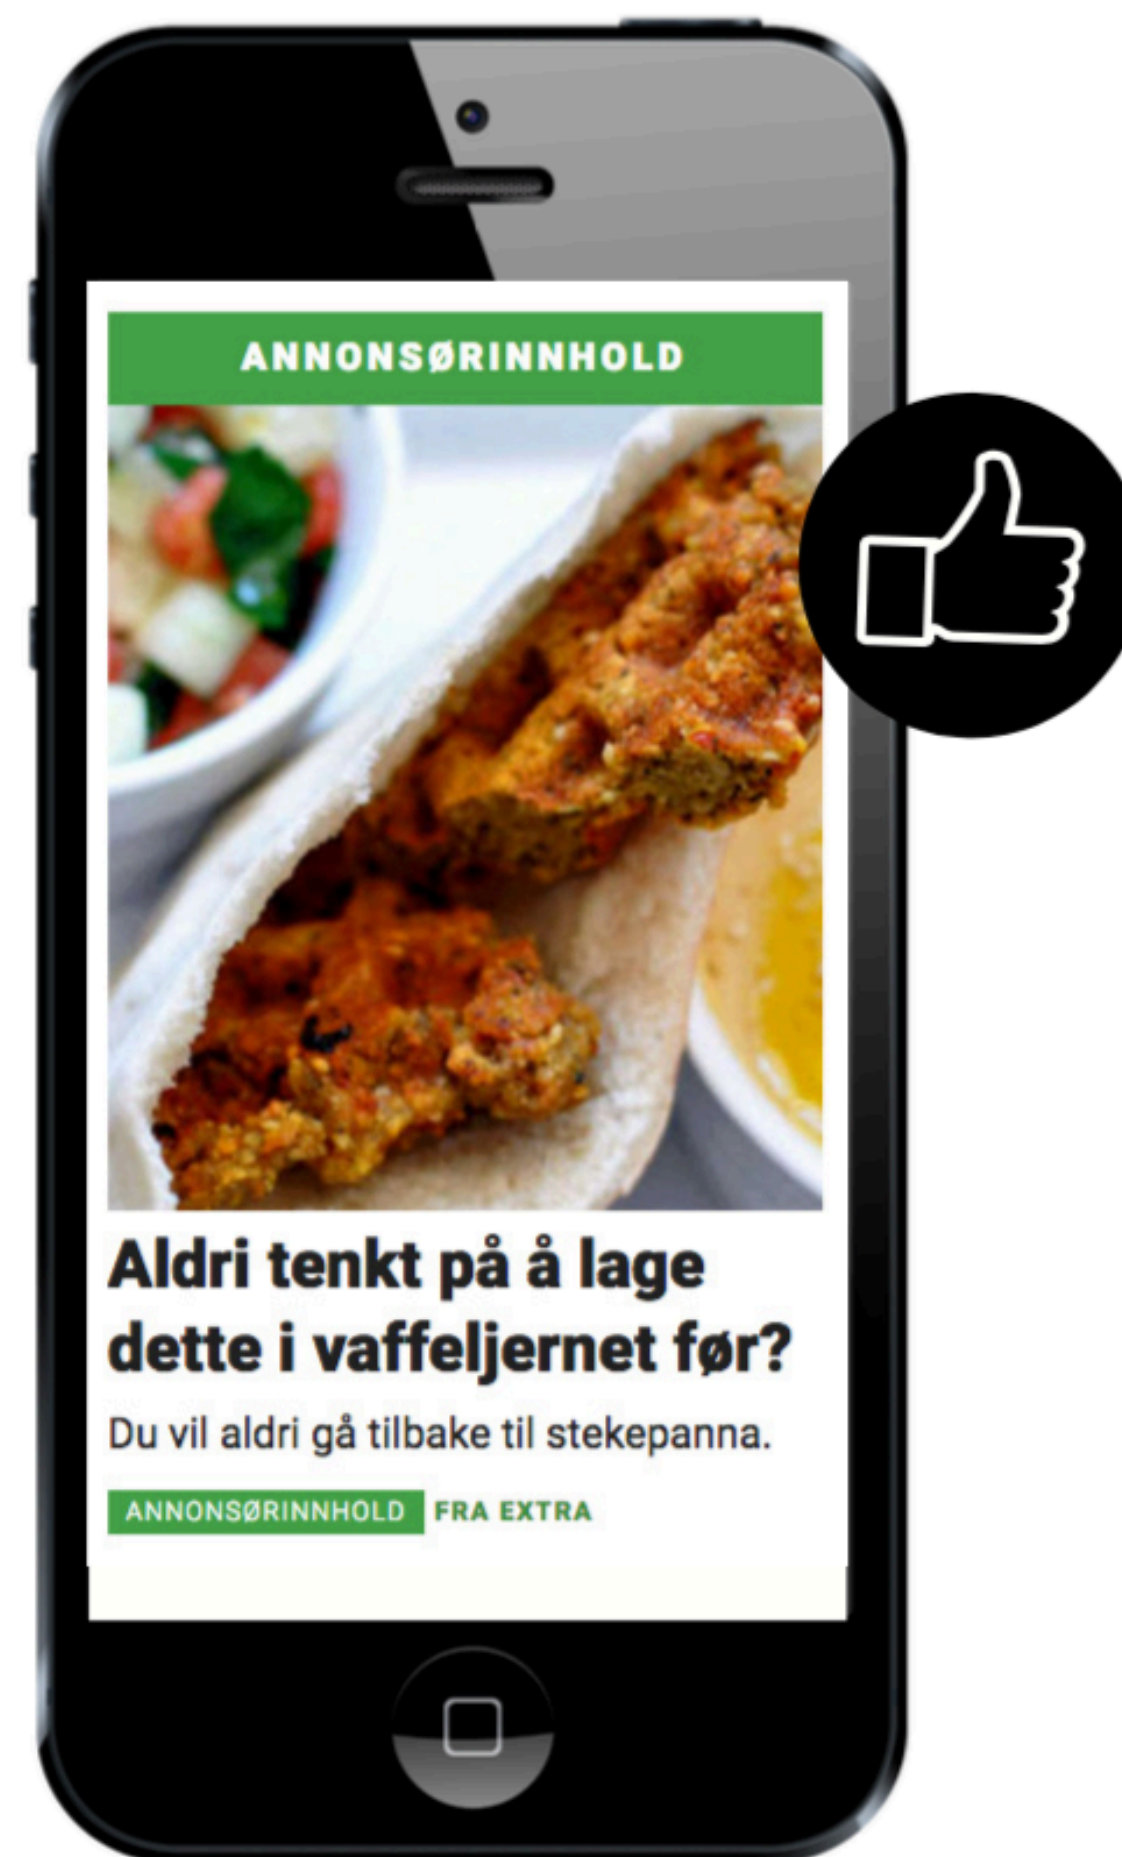 ANNONSØRINNHOLD
Aldri tenkt på å lage
dette i vaffeljernet før?
Du vil aldri gå tilbake til stekepanna.
ANNONSØRINNHOLD FRA EXTRA